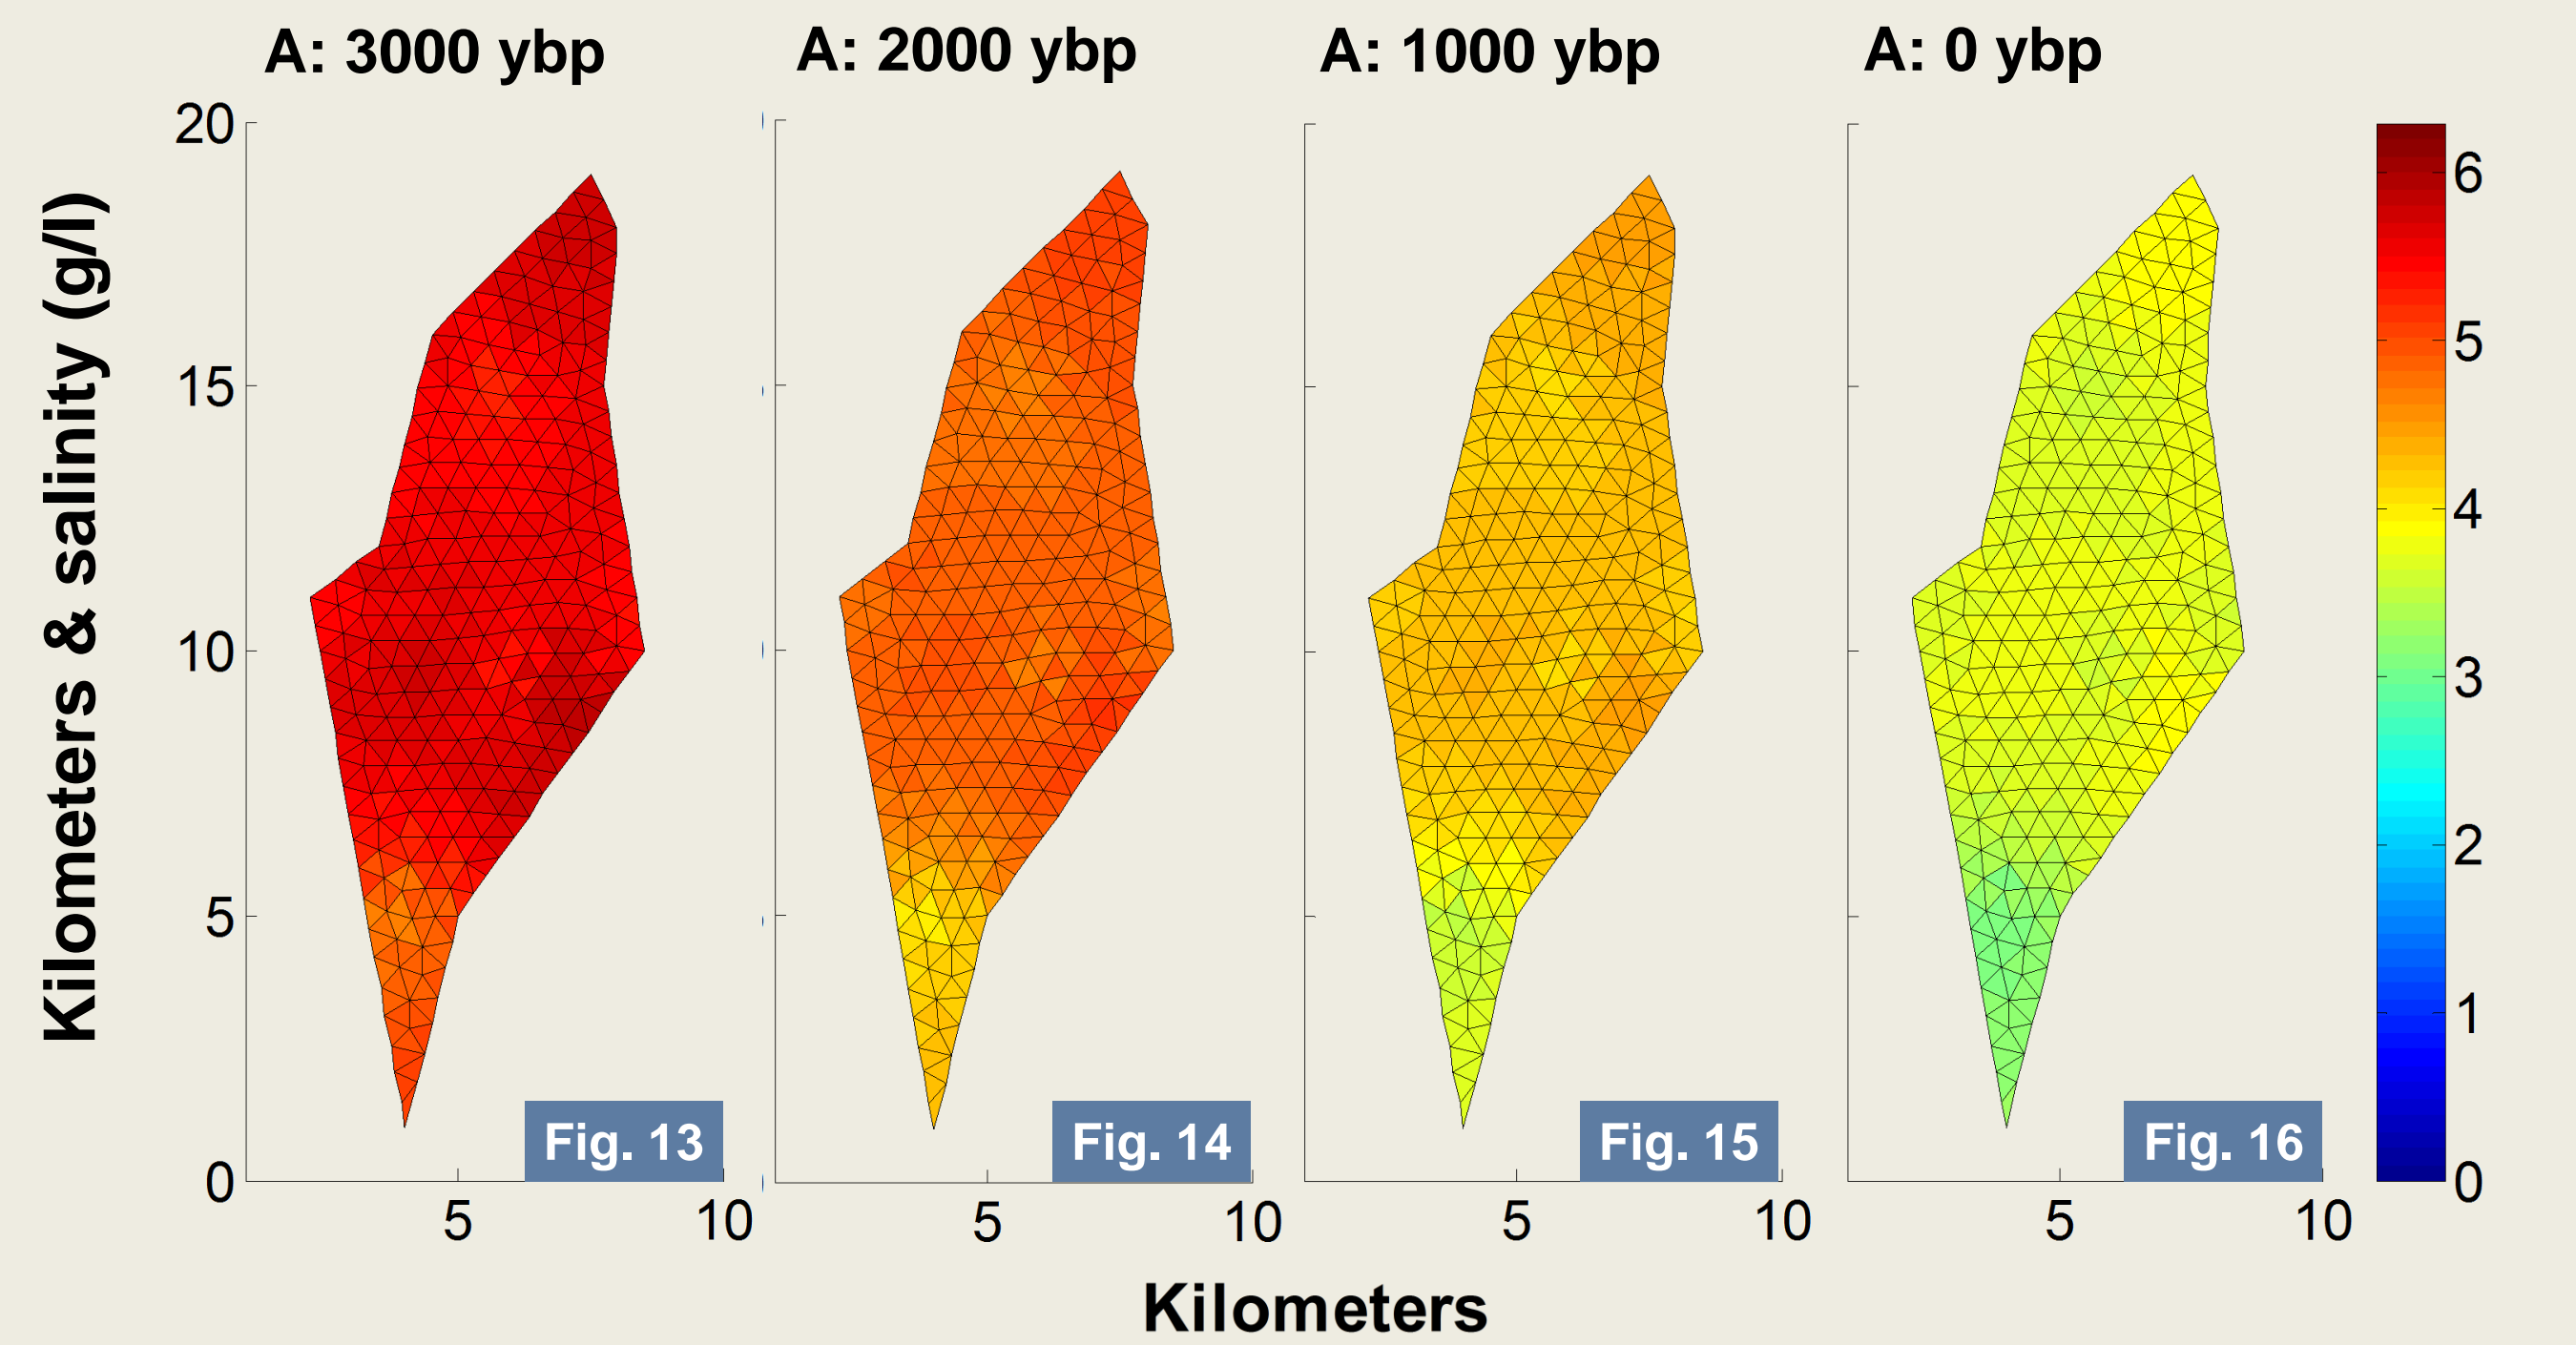 A: 3000 ybp
A: 2000 ybp
A: 1000 ybp
A: 0 ybp
Kilometers & salinity (g/l)
20
15
10
5
0
5
10
Fig. 13
5
10
Fig. 14
5
10
Fig. 15
5
10
Fig. 16
6
5
4
3
2
1
0
Kilometers